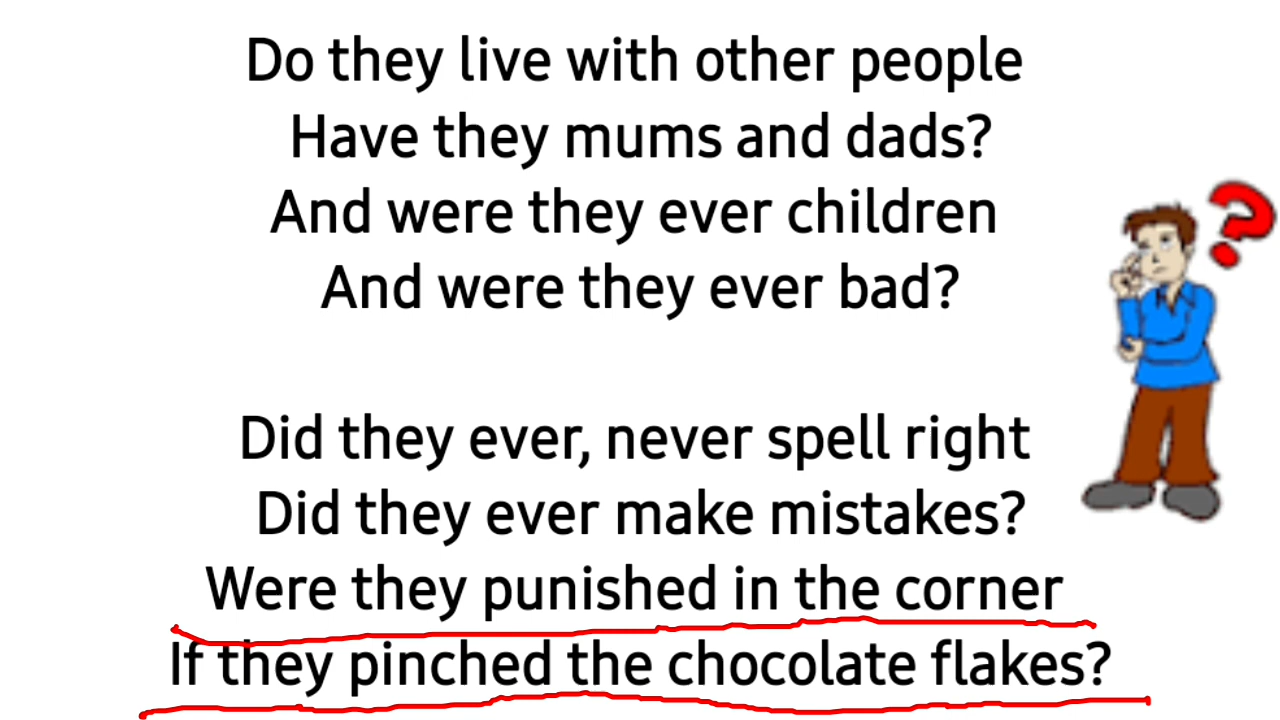 Do they live with other people
Have they mums and dads?
And were they ever children
And were they ever bad?
Did they ever, never spell right
Did they ever make mistakes?
Were they punished in the corner
If they pinched the chocolate flakes?